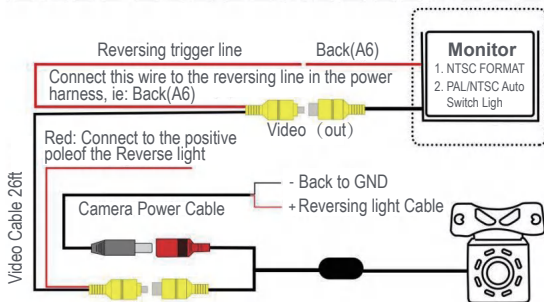 Reversing trigger line
Back(A6)
Connect this wire to the reversing line in the power
harness, ie: Back(A6)
Monitor
1. NTSC FORMAT
2. PAL/NTSC Auto
Switch Ligh
Video （out）
Red: Connect to the positive
poleof the Reverse light
- Back to GND
+Reversing light Cable
Camera Power Cable
Video Cable 26ft